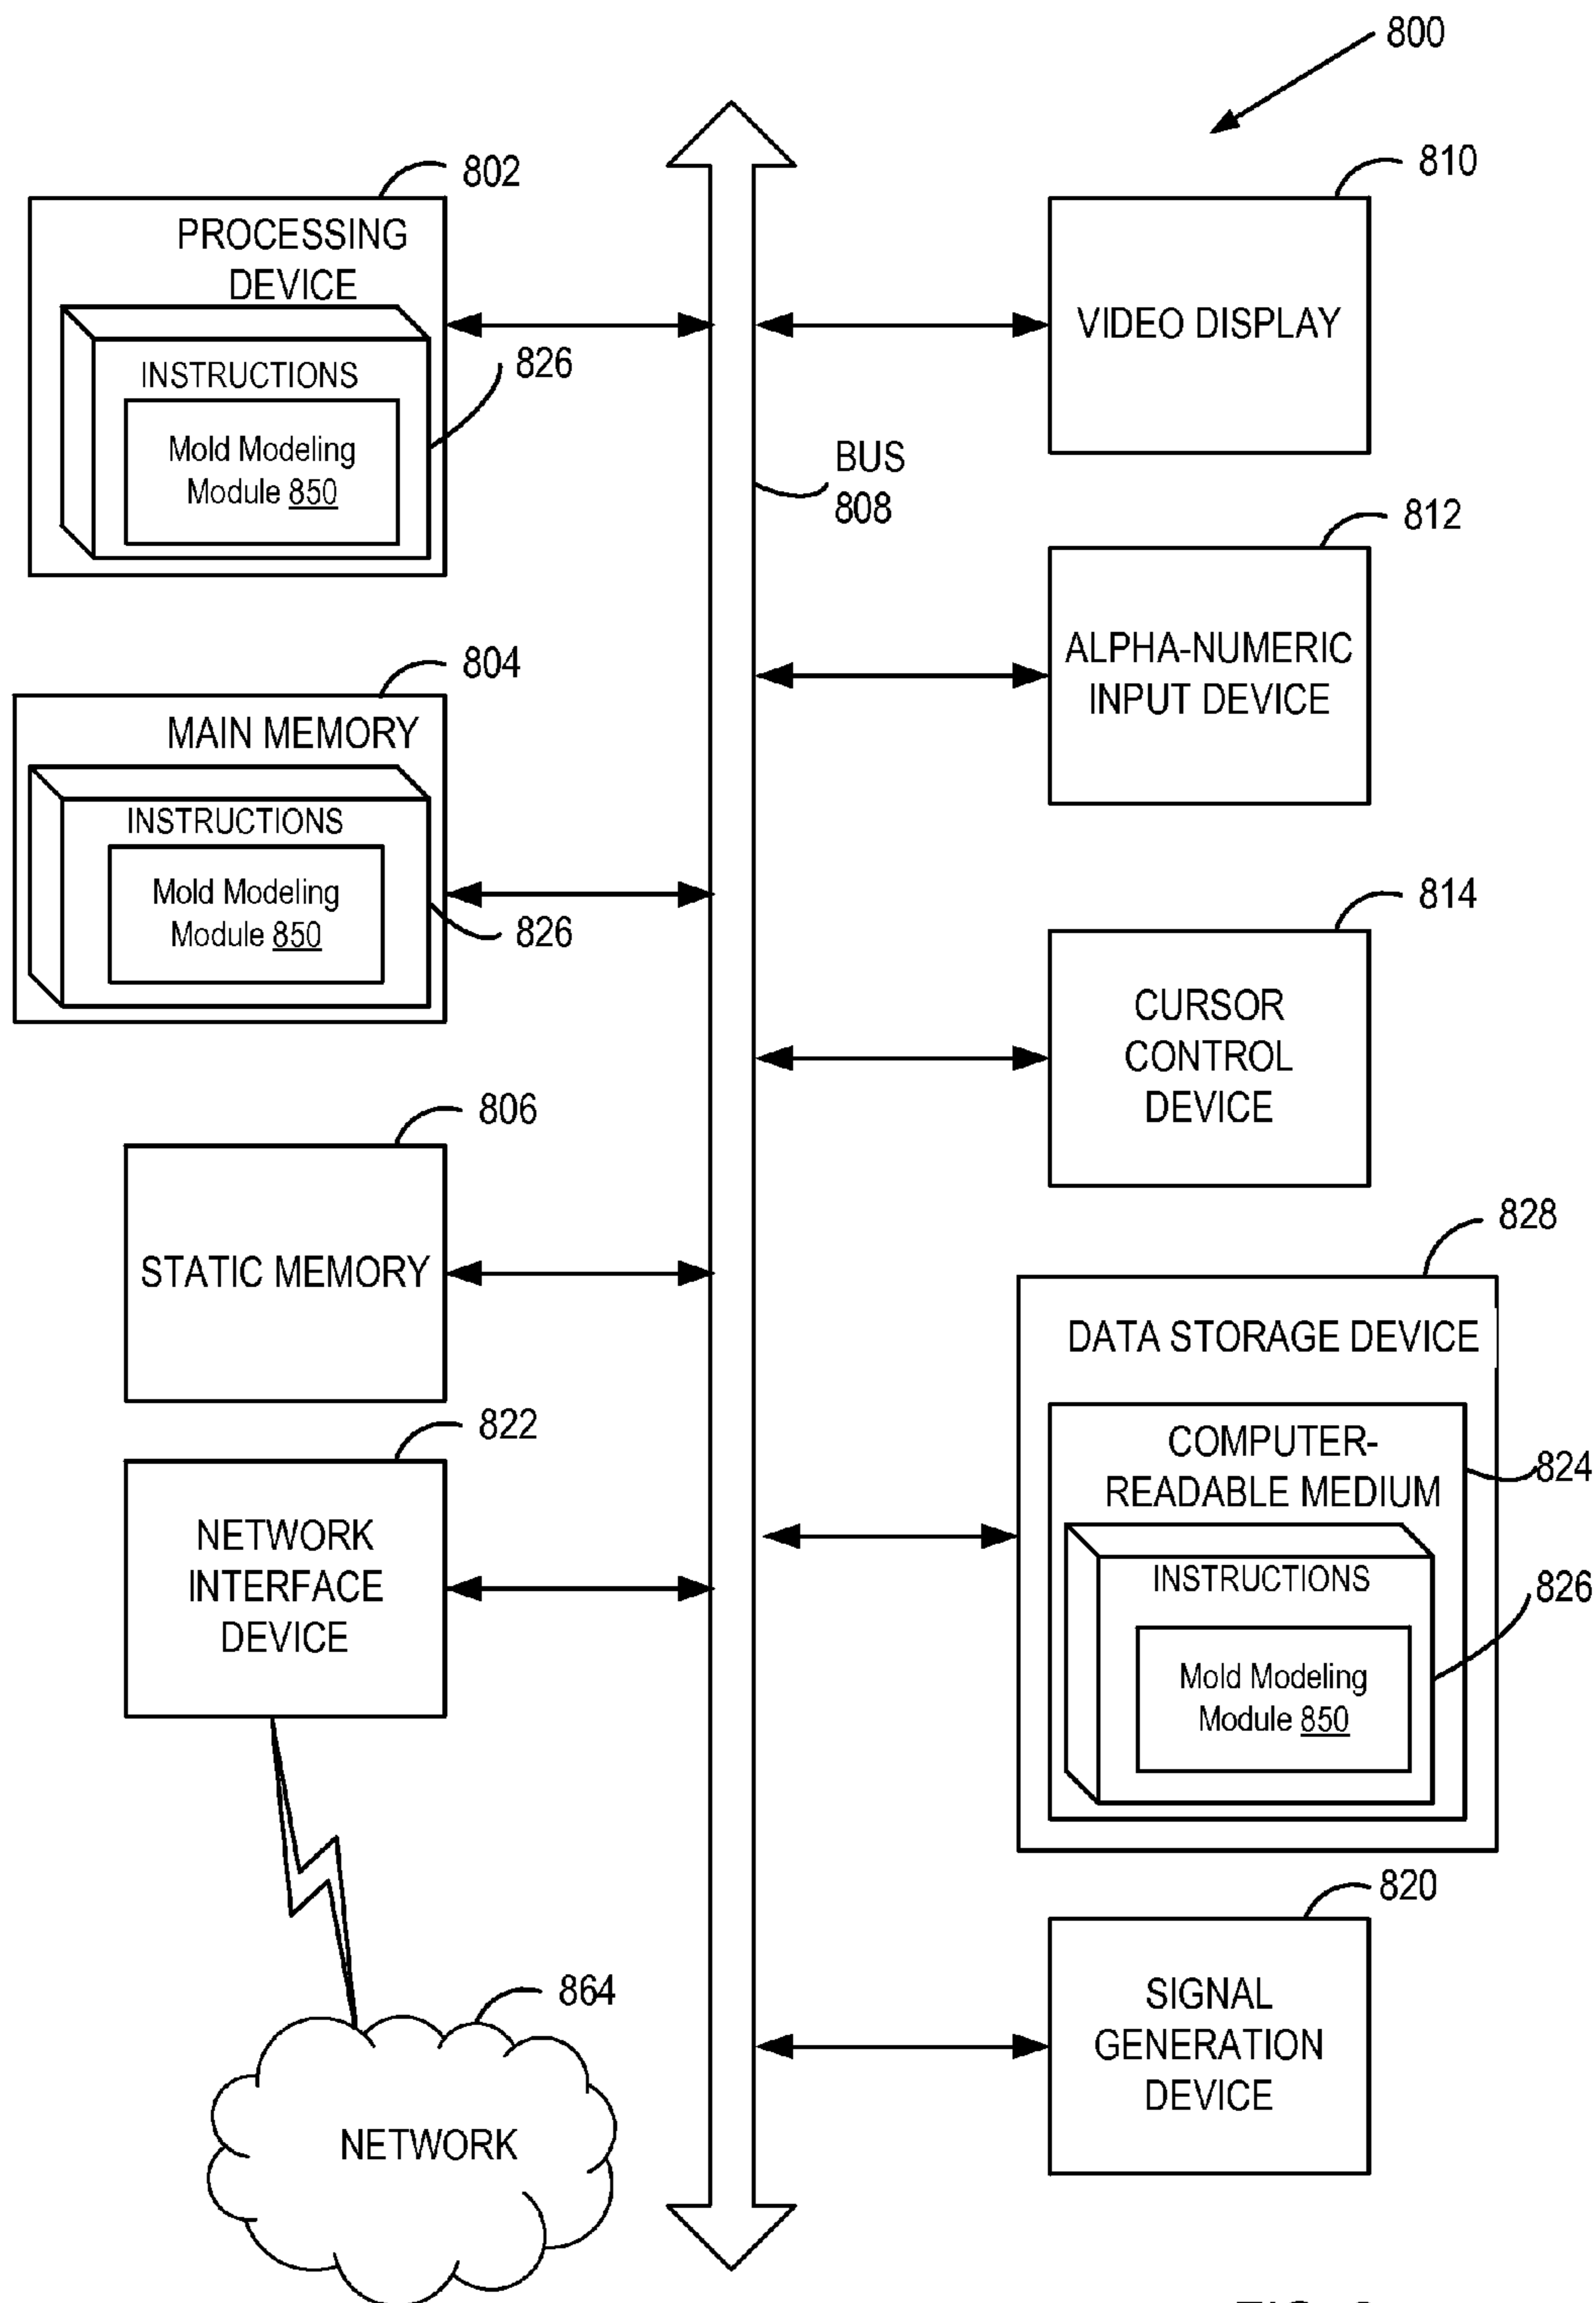 800
802
PROCESSING
DEVICE
INSTRUCTIONS
826
Mold Modeling
Module 850
810
VIDEO DISPLAY
BUS
808
812
ALPHA-NUMERIC
INPUT DEVICE
804
MAIN MEMORY
INSTRUCTIONS
Mold Modeling
Module 850
826
814
CURSOR
CONTROL
DEVICE
806
STATIC MEMORY
828
DATA STORAGE DEVICE
COMPUTER-
READABLE MEDIUM
824
INSTRUCTIONS
826
Mold Modeling
Module 850
822
NETWORK
INTERFACE
DEVICE
820
SIGNAL
GENERATION
DEVICE
864
NETWORK